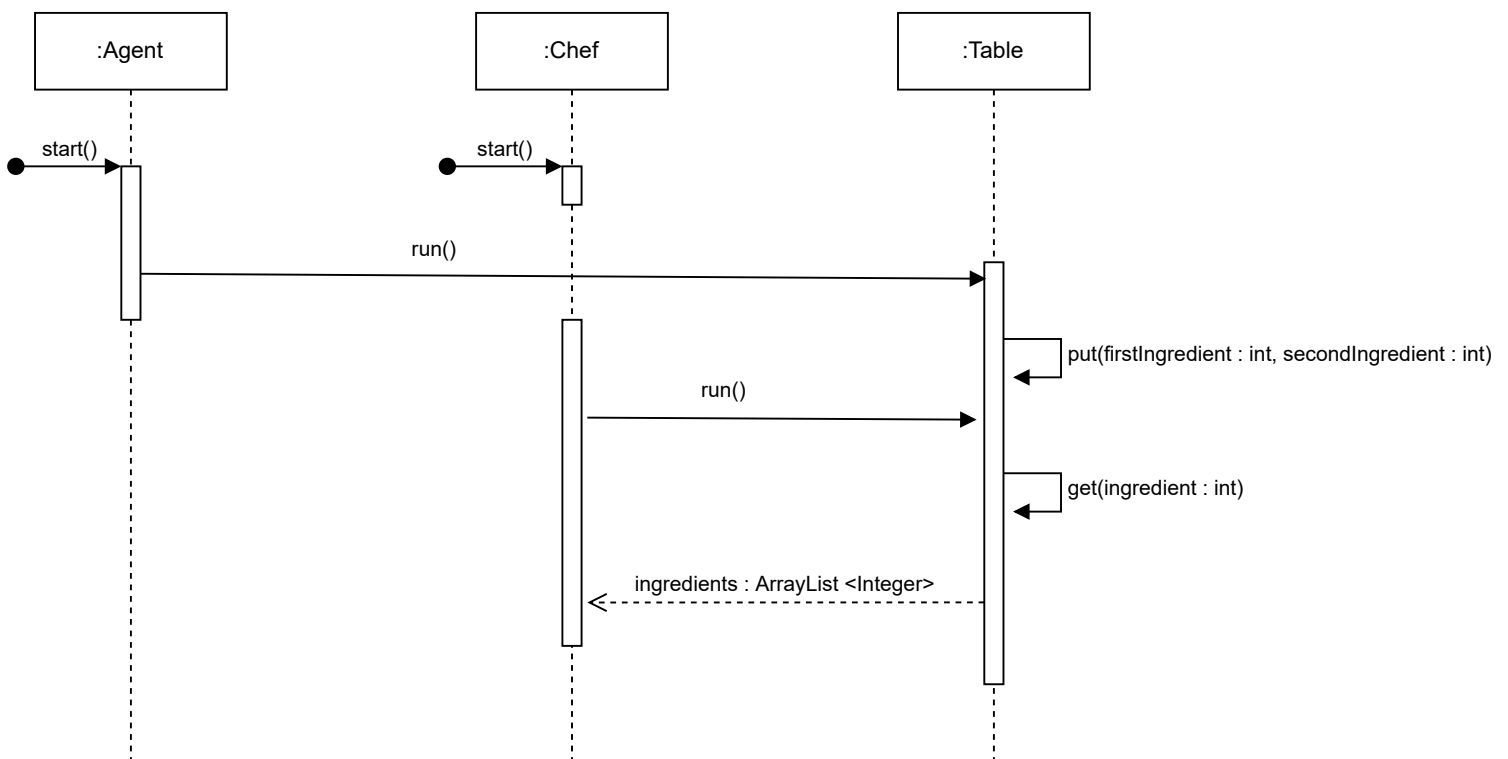 :Agent
:Chef
:Table
start()
start()
run()
put(firstIngredient : int, secondIngredient : int)
run()
get(ingredient : int)
ingredients : ArrayList <Integer>